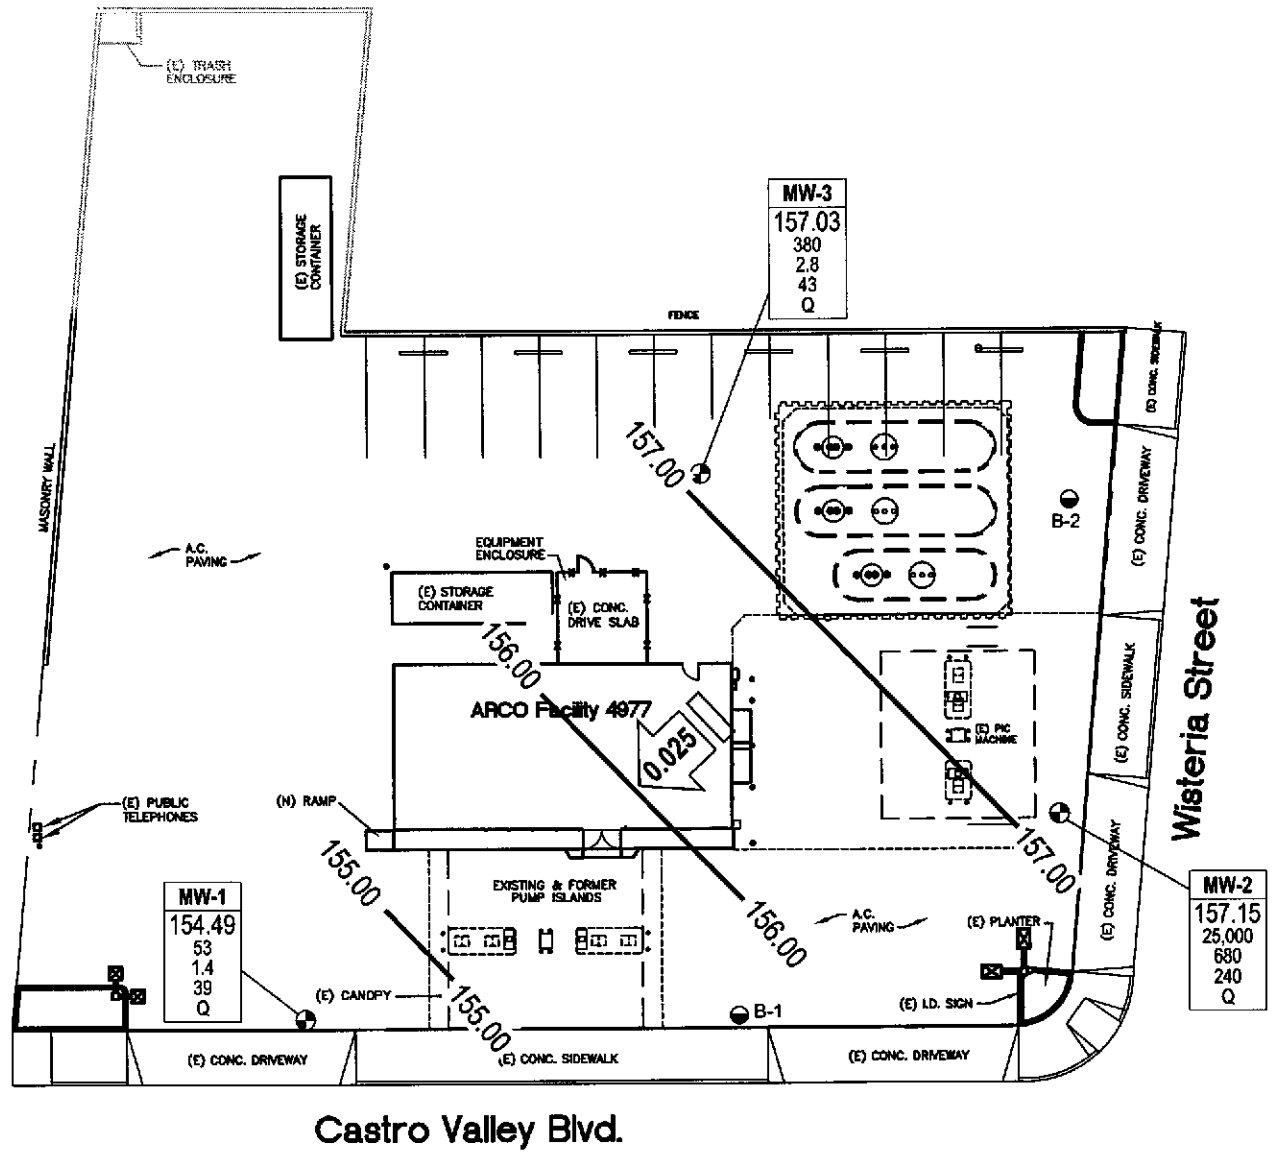 (E) TRASH
ENCLOSURE
(E) STORAGE
CONTAINER
MW-3
157.03
380
2.8
43
Q
FENCE
(E) CONC. SIDEWALK
MASONRY WALL
157.00
(E) CONC. DRIVEWAY
B-2
A.C.
PAVING
EQUIPMENT
ENCLOSURE
(E) STORAGE
CONTAINER
(E) CONC.
DRIVE SLAB
156.00
(E) CONC. SIDEWALK
Wisteria Street
ARCO Facility 4977
0.025
(E) PIC
MACHINE
(E) PUBLIC
TELEPHONES
(N) RAMP
155.00
157.00
(E) CONC. DRIVEWAY
MW-1
154.49
53
1.4
39
Q
EXISTING & FORMER
PUMP ISLANDS
156.00
A.C.
PAVING
(E) PLANTER
MW-2
157.15
25,000
680
240
Q
(E) CANOPY
155.00
B-1
(E) I.D. SIGN
(E) CONC. DRIVEWAY
(E) CONC. SIDEWALK
(E) CONC. DRIVEWAY
Castro Valley Blvd.